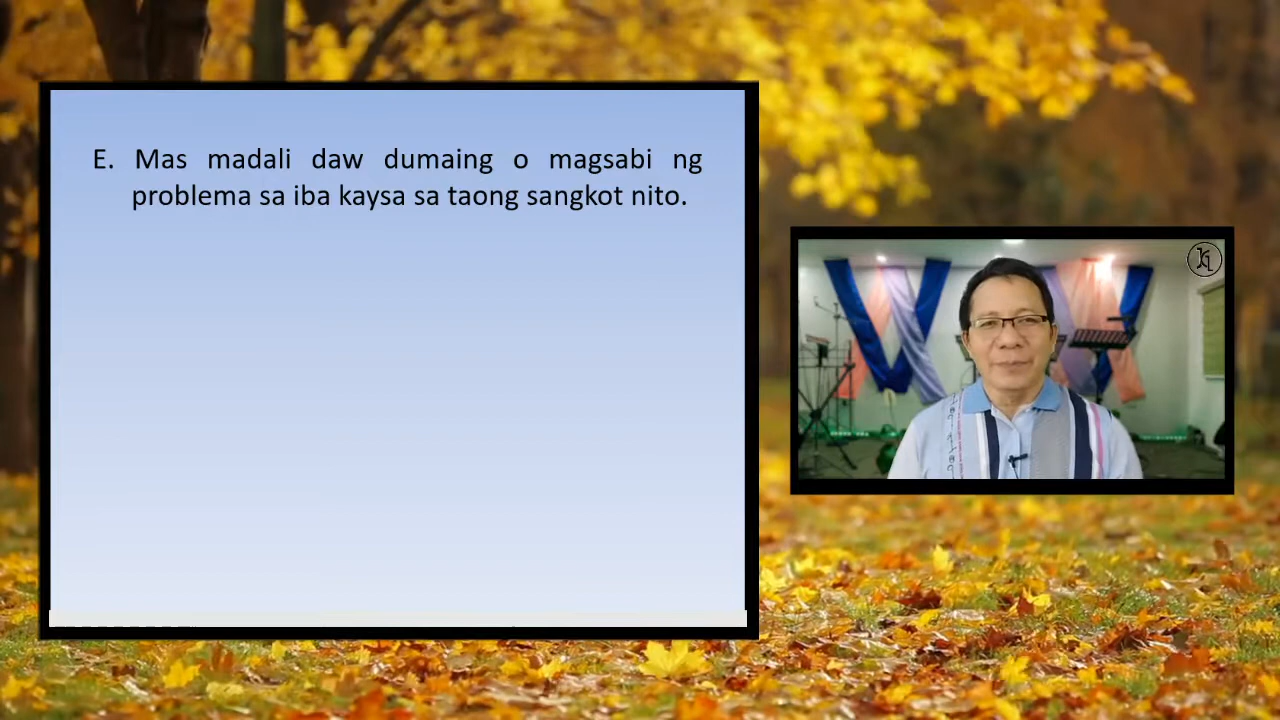 E. Mas madali daw dumaing o magsabi ng
problema sa iba kaysa sa taong sangkot nito.